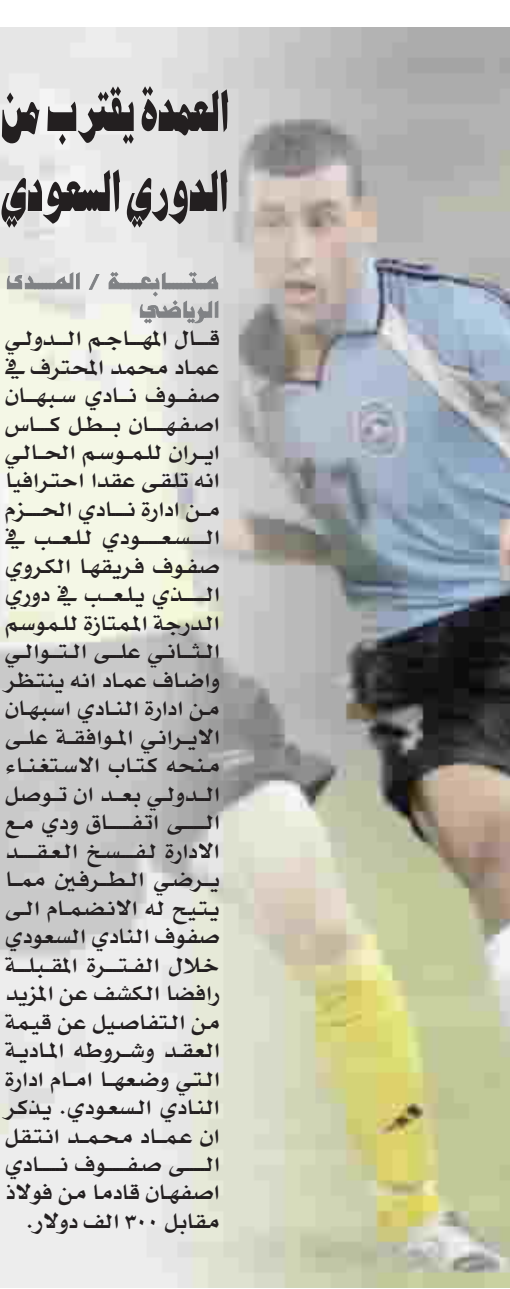 العمدة يقترب من
الدوري السعودي
متابعة / المدى
الرياضي
قال المهاجم الدولي
عماد محمد المحترف في
صفوف نادي سبهان
اصفهان بطل كاس
ايران للموسم الحالي
انه تلقى عقدا احترافيا
من ادارة نادي الحزم
السعودي للعب في
صفوف فريقها الكروي
الذي يلعب في دوري
الدرجة الممتازة للموسم
الثاني على التوالي
واضاف عماد انه ينتظر
من ادارة النادي اسبهان
الايراني الموافقة على
منحه كتاب الاستغناء
الدولي بعد ان توصل
الى اتفاق ودي مع
الادارة لفسخ العقد
يرضي الطرفين مما
يتيح له الانضمام الى
صفوف النادي السعودي
خلال الفترة المقبلة
رافضا الكشف عن المزيد
من التفاصيل عن قيمة
العقد وشروطه المادية
التي وضعها امام ادارة
النادي السعودي. يذكر
ان عماد محمد انتقل
الى صفوف نادي
اصفهان قادما من فولاذ
مقابل ٣٠٠ الف دولار.